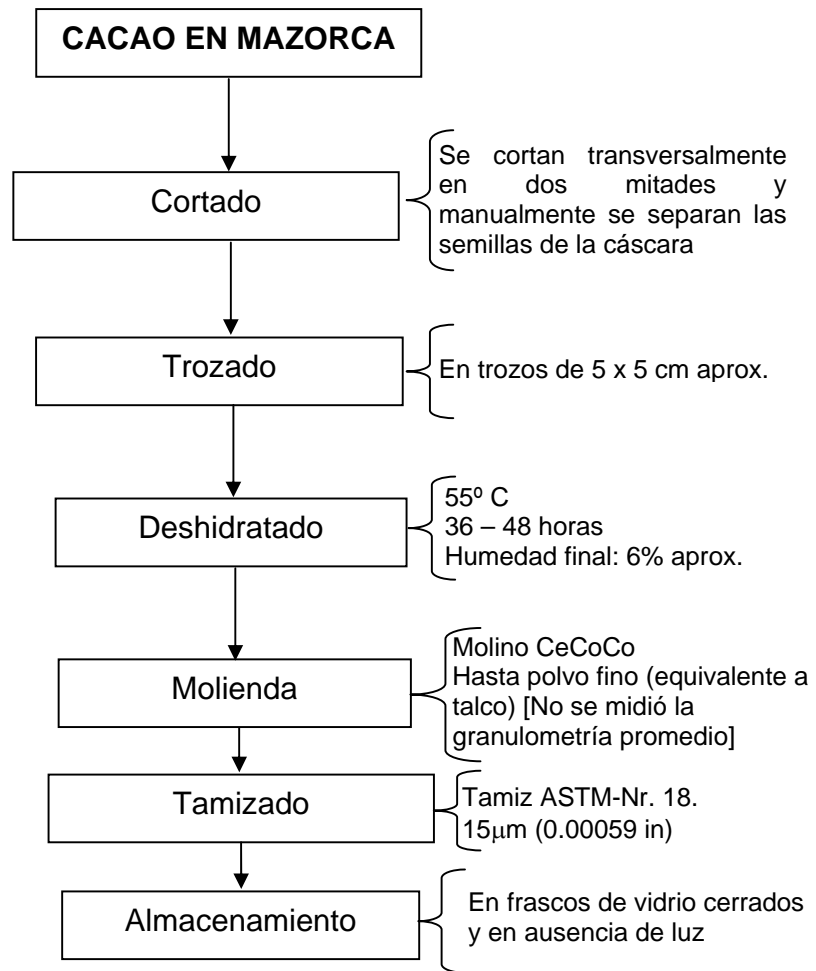 CACAO EN MAZORCA
Cortado
Se cortan transversalmente
en dos mitades y
manualmente se separan las
semillas de la cáscara
Trozado
En trozos de 5 x 5 cm aprox.
Deshidratado
55º C
36 – 48 horas
Humedad final: 6% aprox.
Molienda
Molino CeCoCo
Hasta polvo fino (equivalente a
talco) [No se midió la
granulometría promedio]
Tamizado
Tamiz ASTM-Nr. 18.
15μm (0.00059 in)
Almacenamiento
En frascos de vidrio cerrados
y en ausencia de luz